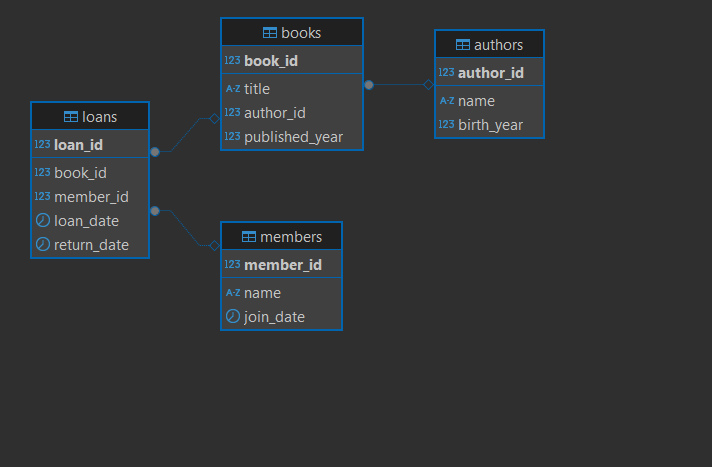 books
123 book_id
A-Z title
123 author_id
123 published_year
authors
123 author_id
A-Z name
123 birth_year
loans
123 loan_id
123 book_id
123 member_id
loan_date
return_date
members
123 member_id
A-Z name
join_date